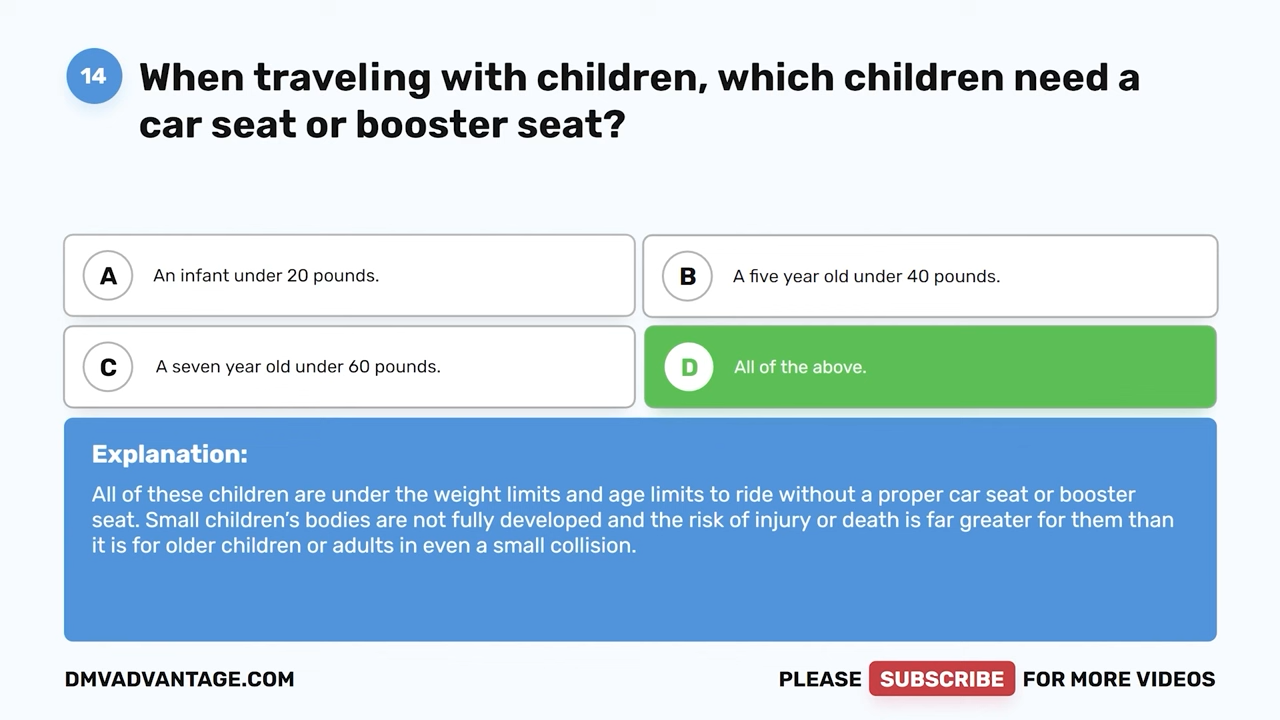 14
When traveling with children, which children need a
car seat or booster seat?
A An infant under 20 pounds.
B A five year old under 40 pounds.
C A seven year old under 60 pounds.
D All of the above.
Explanation:
All of these children are under the weight limits and age limits to ride without a proper car seat or booster
seat. Small children’s bodies are not fully developed and the risk of injury or death is far greater for them than
it is for older children or adults in even a small collision.
DMVADVANTAGE.COM
PLEASE SUBSCRIBE FOR MORE VIDEOS